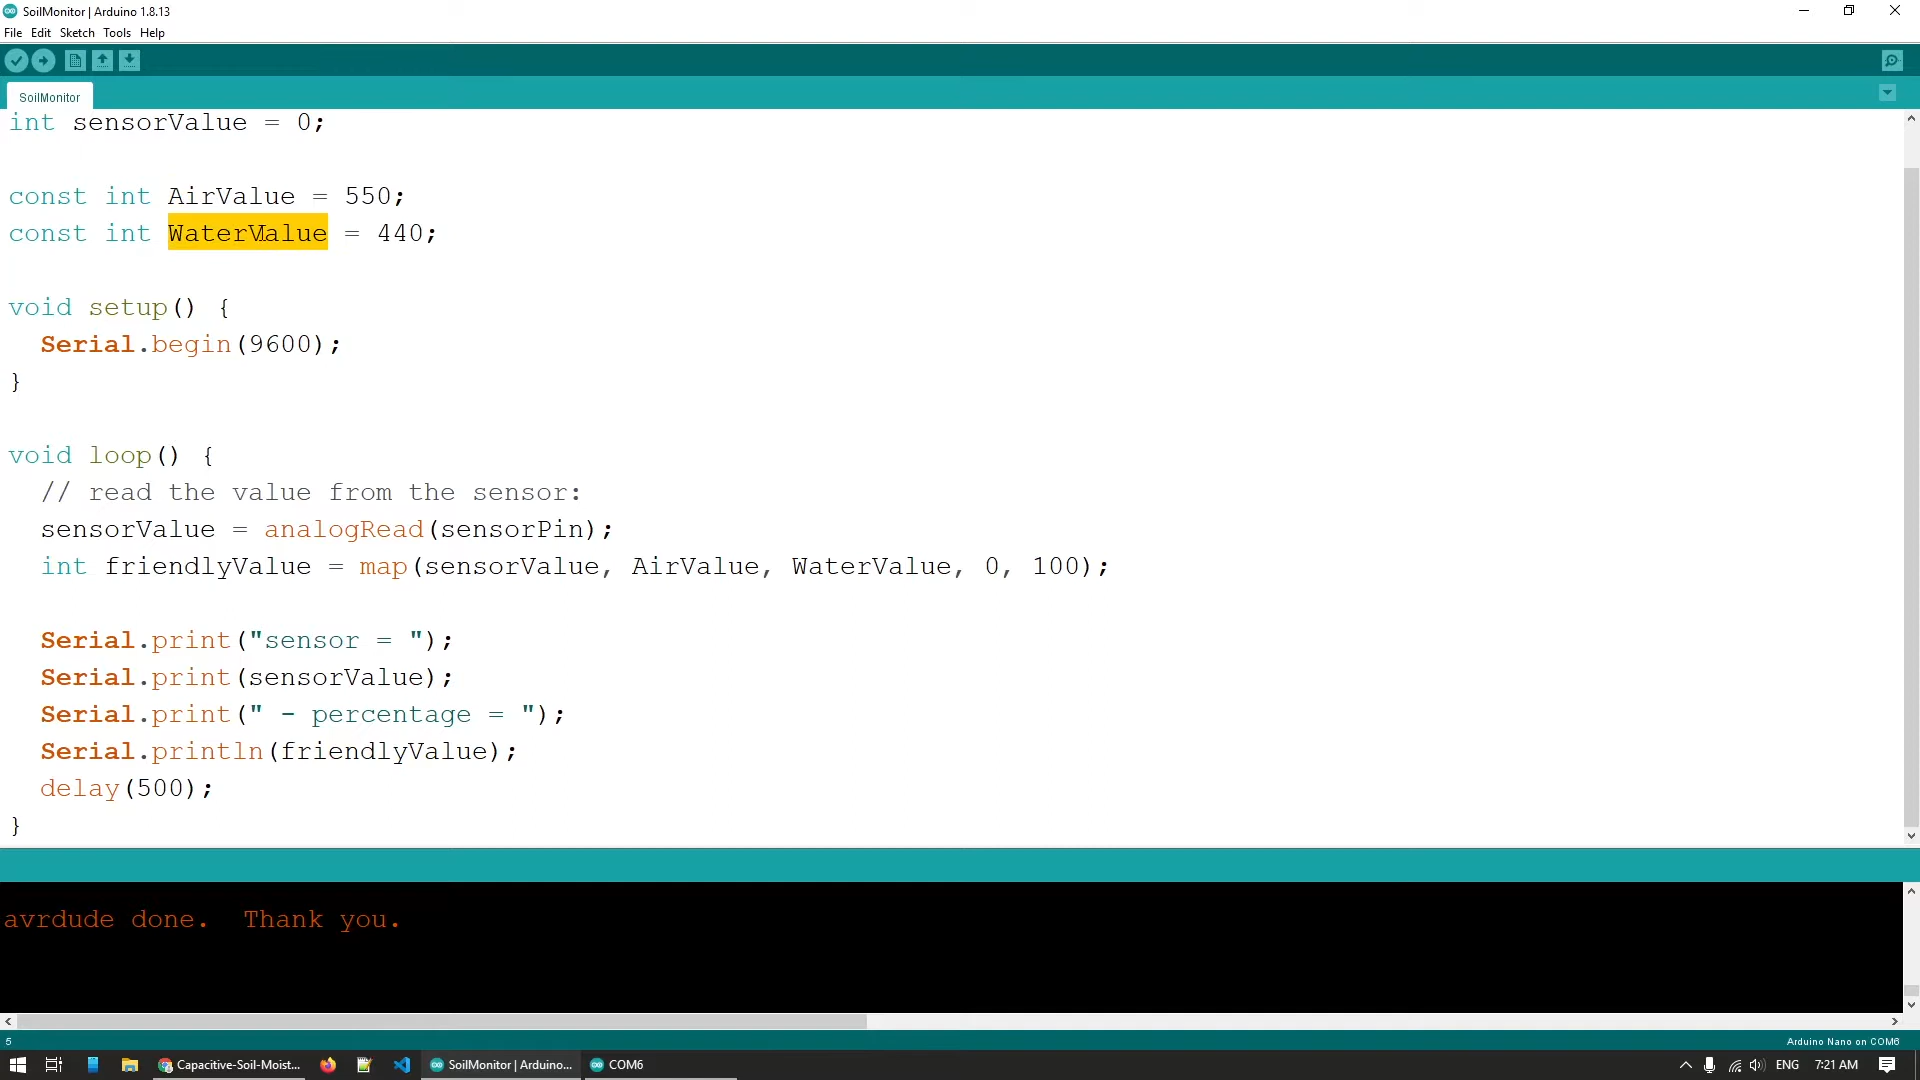 SoilMonitor | Arduino 1.8.13
File Edit Sketch Tools Help
SoilMonitor
int sensorValue = 0;
const int AirValue = 550;
const int WaterValue = 440;
void setup() {
  Serial.begin(9600);
}
void loop() {
  // read the value from the sensor:
  sensorValue = analogRead(sensorPin);
  int friendlyValue = map(sensorValue, AirValue, WaterValue, 0, 100);
  Serial.print("sensor = ");
  Serial.print(sensorValue);
  Serial.print(" - percentage = ");
  Serial.println(friendlyValue);
  delay(500);
}
avrdude done.  Thank you.
5
Arduino Nano on COM6
Capacitive-Soil-Moist... SoilMonitor | Arduino... COM6 ENG 7:21 AM